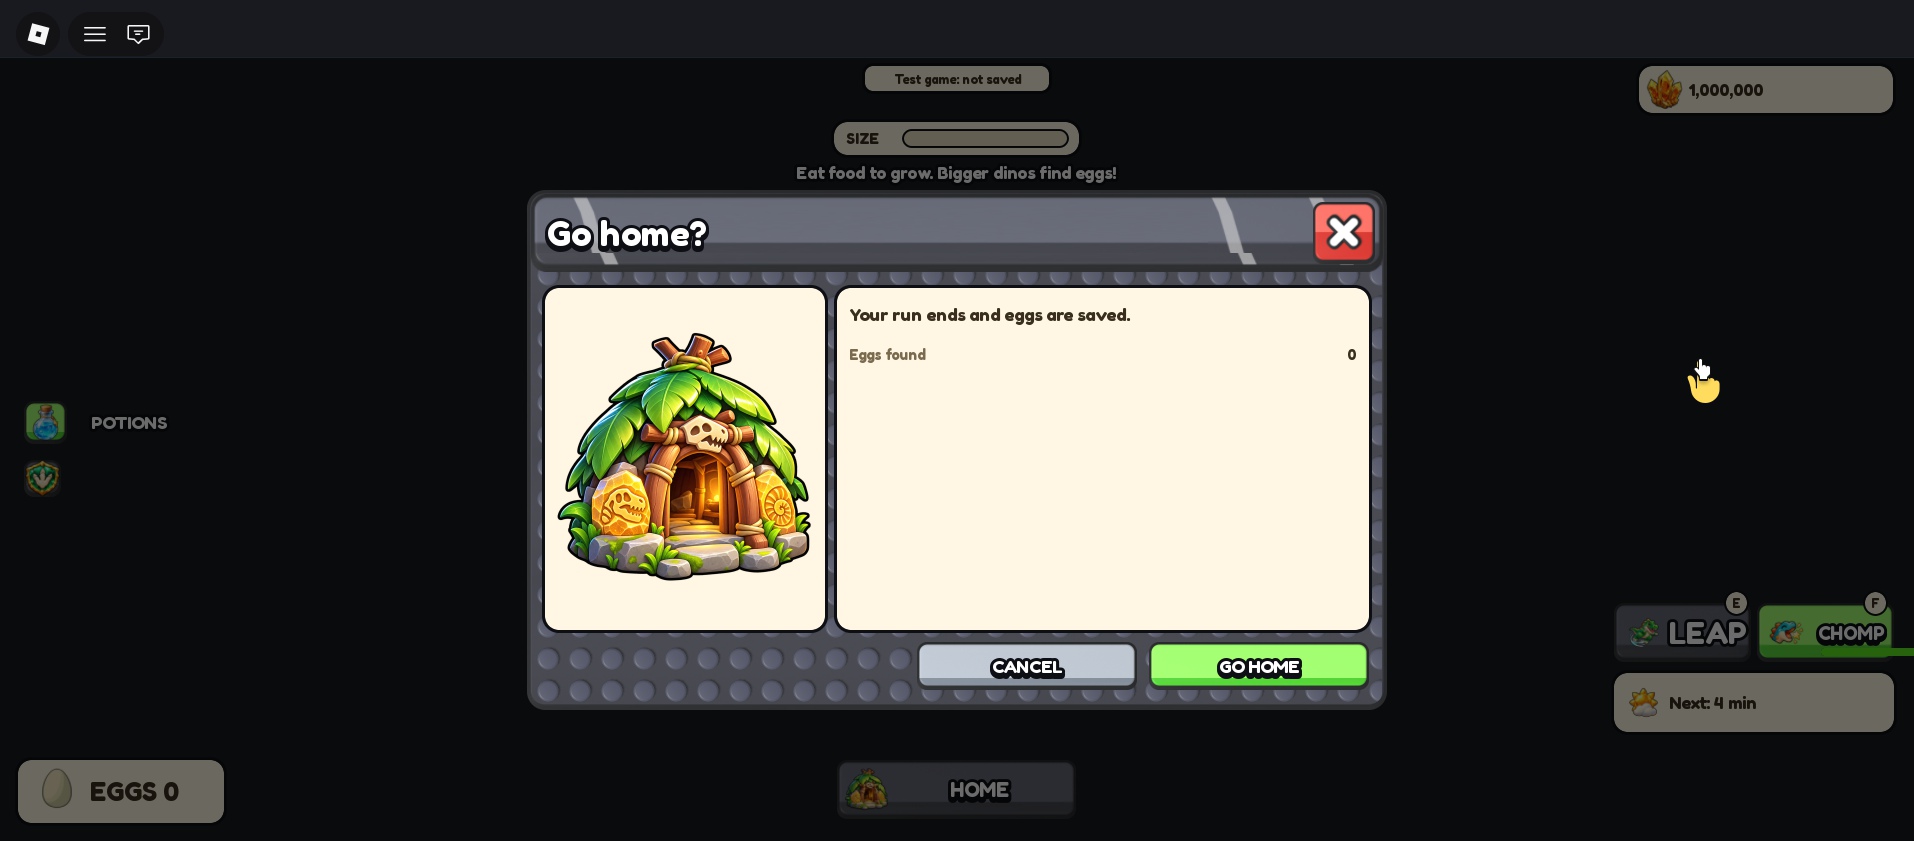 Test game: not saved
1,000,000
SIZE
Eat food to grow. Bigger dinos find eggs!
Go home?
Your run ends and eggs are saved.
Eggs found 0
POTIONS
E
F
LEAP
CHOMP
CANCEL
GO HOME
Next: 4 min
EGGS 0
HOME